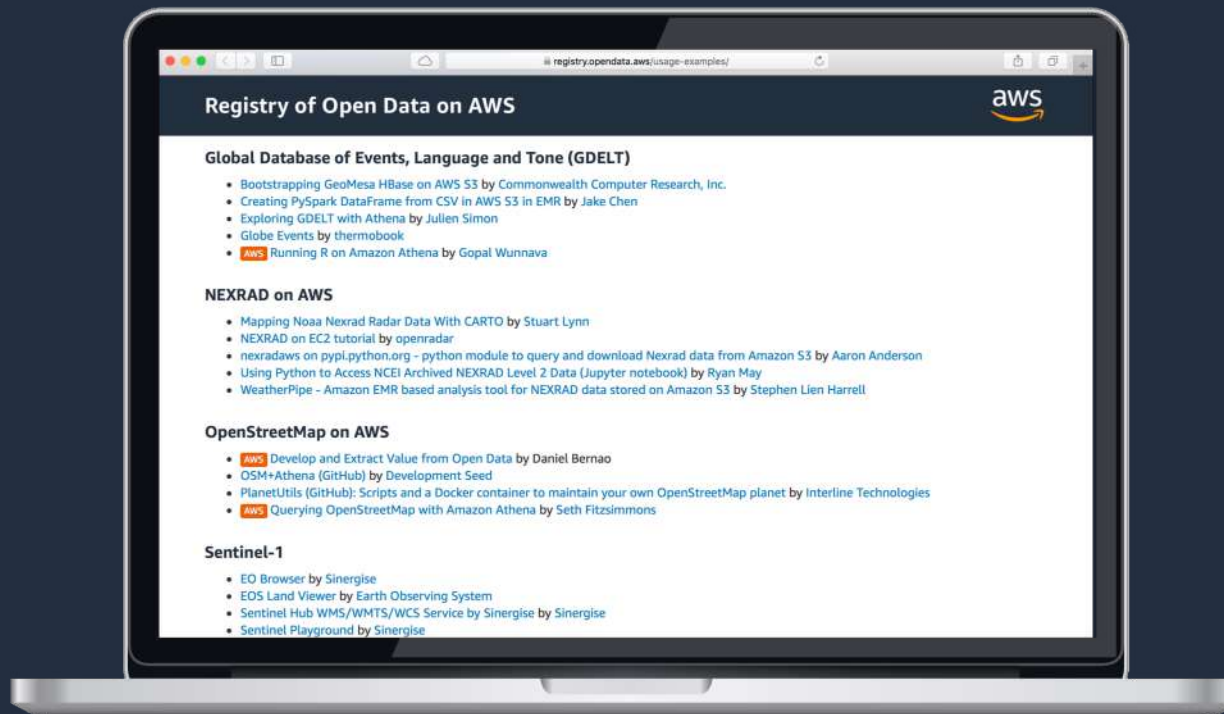 registry.opendata.aws/usage-examples/
Registry of Open Data on AWS
aws
Global Database of Events, Language and Tone (GDELT)
• Bootstrapping GeoMesa HBase on AWS S3 by Commonwealth Computer Research, Inc.
• Creating PySpark DataFrame from CSV in AWS S3 in EMR by Jake Chen
• Exploring GDELT with Athena by Julien Simon
• Globe Events by thermobook
• AWS Running R on Amazon Athena by Gopal Wunnava
NEXRAD on AWS
• Mapping Noaa Nexrad Radar Data With CARTO by Stuart Lynn
• NEXRAD on EC2 tutorial by openradar
• nexradaws on pypi.python.org - python module to query and download Nexrad data from Amazon S3 by Aaron Anderson
• Using Python to Access NCEI Archived NEXRAD Level 2 Data (Jupyter notebook) by Ryan May
• WeatherPipe - Amazon EMR based analysis tool for NEXRAD data stored on Amazon S3 by Stephen Lien Harrell
OpenStreetMap on AWS
• AWS Develop and Extract Value from Open Data by Daniel Bernao
• OSM+Athena (GitHub) by Development Seed
• PlanetUtils (GitHub): Scripts and a Docker container to maintain your own OpenStreetMap planet by Interline Technologies
• AWS Querying OpenStreetMap with Amazon Athena by Seth Fitzsimmons
Sentinel-1
• EO Browser by Sinergise
• EOS Land Viewer by Earth Observing System
• Sentinel Hub WMS/WMTS/WCS Service by Sinergise by Sinergise
• Sentinel Playground by Sinergise